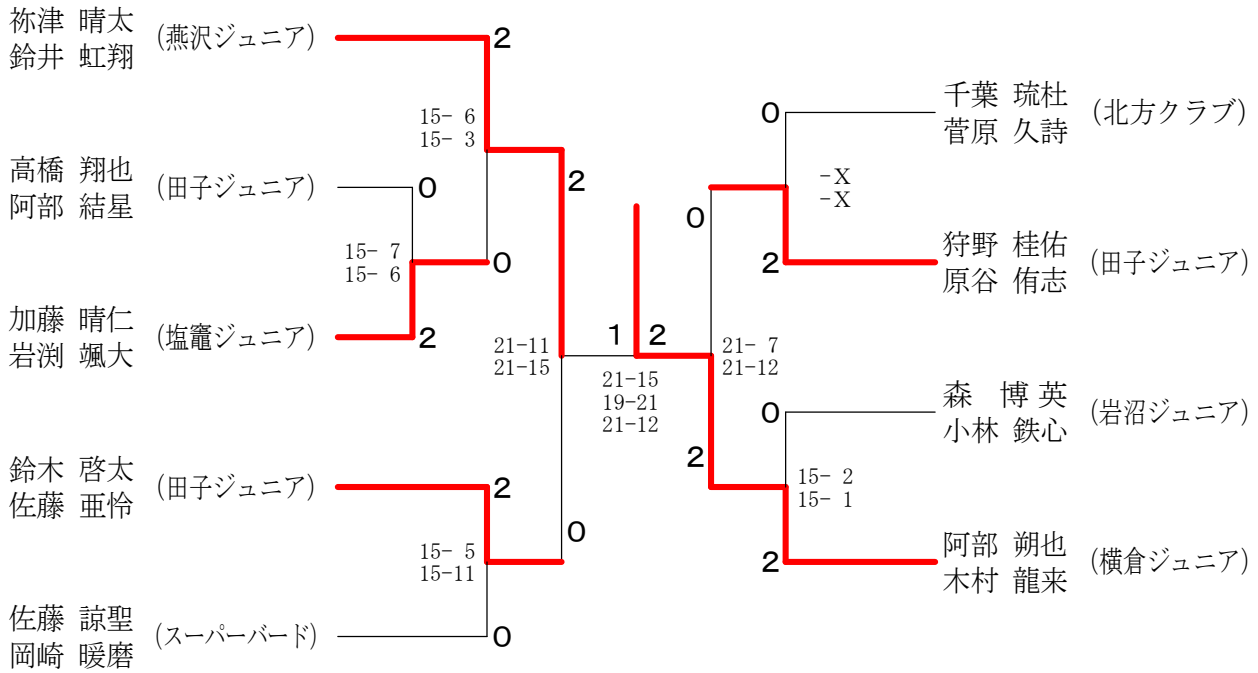 祢津 晴太
鈴井 虹翔
(燕沢ジュニア)
2
15- 6
15- 3
高橋 翔也
阿部 結星
(田子ジュニア)
0
15- 7
15- 6
0
加藤 晴仁
岩渕 颯大
(塩竈ジュニア)
2
2
21-11
21-15
鈴木 啓太
佐藤 亜怜
(田子ジュニア)
2
15- 5
15-11
0
佐藤 諒聖
岡崎 暖磨
(スーパーバード)
0
1
2
21-15
19-21
21-12
0
千葉 琉杜
菅原 久詩
(北方クラブ)
-X
-X
0
2
狩野 桂佑
原谷 侑志
(田子ジュニア)
21- 7
21-12
0
森 博英
小林 鉄心
(岩沼ジュニア)
2
15- 2
15- 1
2
阿部 朔也
木村 龍来
(横倉ジュニア)